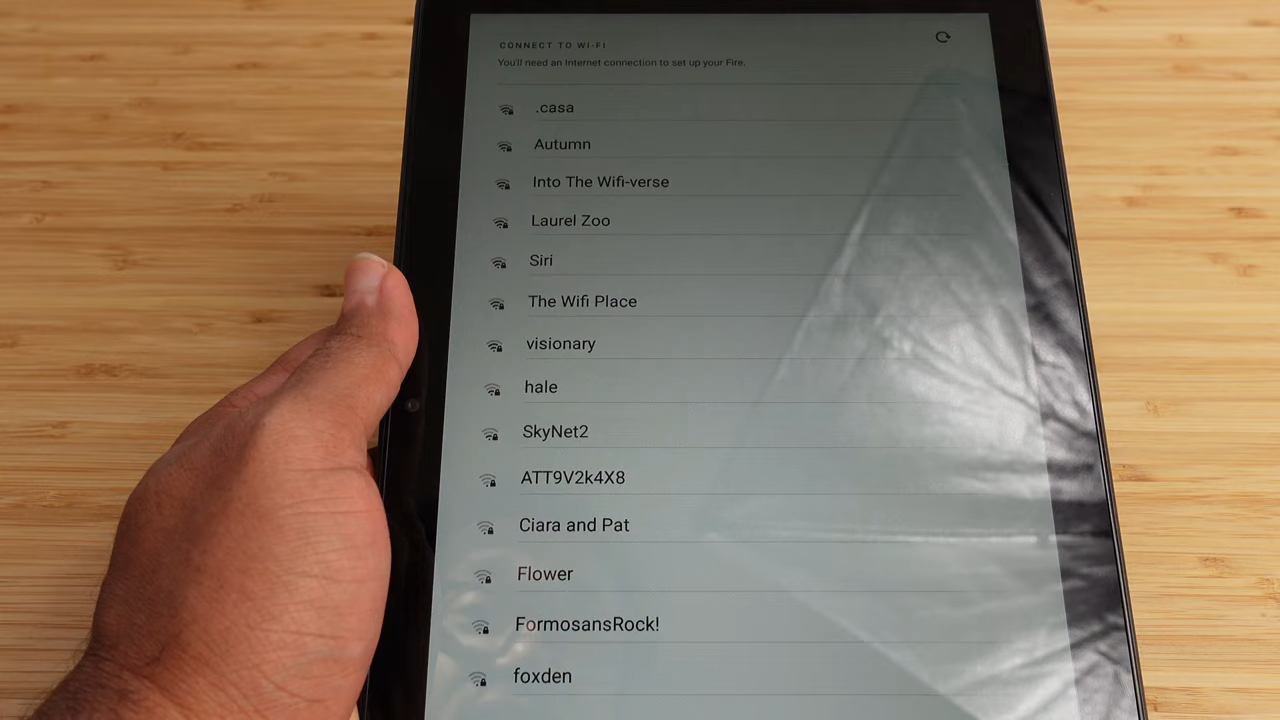 CONNECT TO WI-FI
You'll need an Internet connection to set up your Fire.
.casa
Autumn
Into The Wifi-verse
Laurel Zoo
Siri
The Wifi Place
visionary
hale
SkyNet2
ATT9V2k4X8
Ciara and Pat
Flower
FormosansRock!
foxden